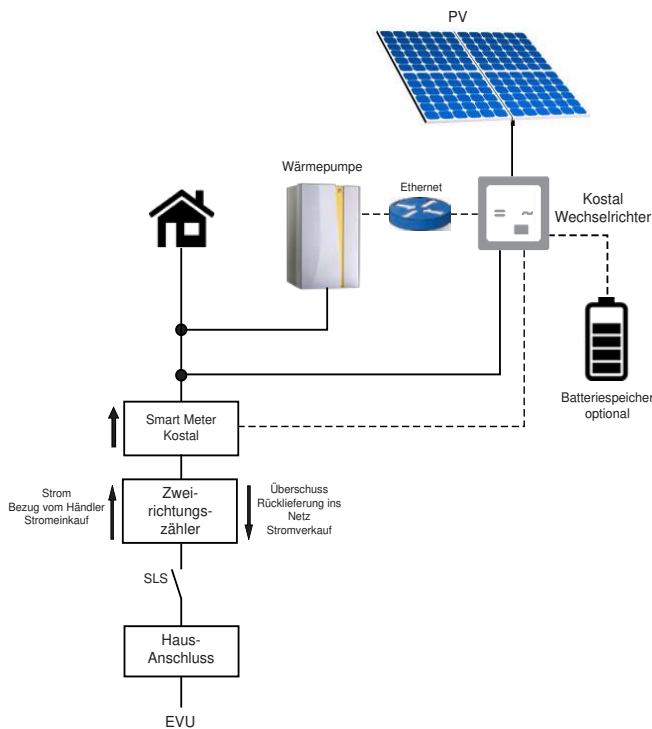 PV
Wärmepumpe
Ethernet
Kostal
Wechselrichter
= ~
Batteriespeicher
optional
Smart Meter
Kostal
Strom
Bezug vom Händler
Stromeinkauf
Zwei-
richtungs-
zähler
Überschuss
Rücklieferung ins
Netz
Stromverkauf
SLS
Haus-
Anschluss
EVU